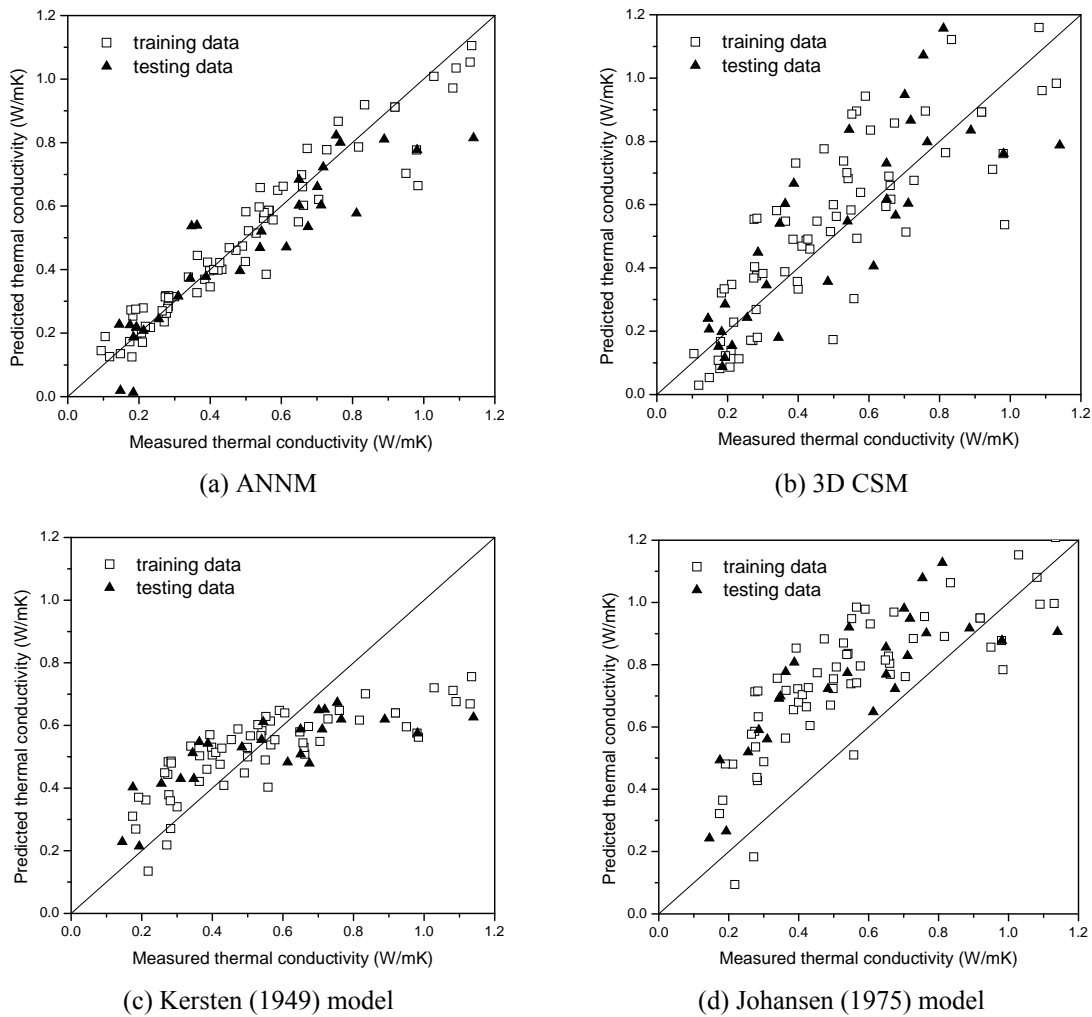 1.2
1.0
0.8
0.6
0.4
0.2
0.0
Predicted thermal conductivity (W/mK)
training data
testing data
0.0 0.2 0.4 0.6 0.8 1.0 1.2
Measured thermal conductivity (W/mK)
(a) ANNM
1.2
1.0
0.8
0.6
0.4
0.2
0.0
Predicted thermal conductivity (W/mK)
training data
testing data
0.0 0.2 0.4 0.6 0.8 1.0 1.2
Measured thermal conductivity (W/mK)
(b) 3D CSM
1.2
1.0
0.8
0.6
0.4
0.2
0.0
Predicted thermal conductivity (W/mK)
training data
testing data
0.0 0.2 0.4 0.6 0.8 1.0 1.2
Measured thermal conductivity (W/mK)
(c) Kersten (1949) model
1.2
1.0
0.8
0.6
0.4
0.2
0.0
Predicted thermal conductivity (W/mK)
training data
testing data
0.0 0.2 0.4 0.6 0.8 1.0 1.2
Measured thermal conductivity (W/mK)
(d) Johansen (1975) model